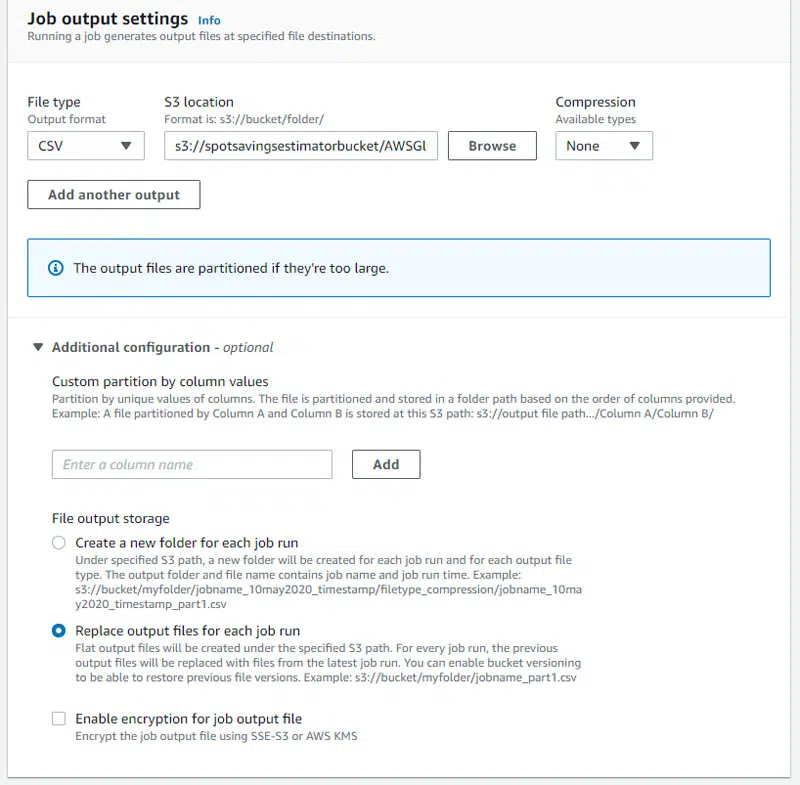 Job output settings Info
Running a job generates output files at specified file destinations.
File type
Output format
CSV
S3 location
Format is: s3://bucket/folder/
s3://spotsavingsestimatorbucket/AWSGl
Browse
Compression
Available types
None
Add another output
The output files are partitioned if they're too large.
Additional configuration - optional
Custom partition by column values
Partition by unique values of columns. The file is partitioned and stored in a folder path based on the order of columns provided.
Example: A file partitioned by Column A and Column B is stored at this S3 path: s3://output file path.../Column A/Column B/
Enter a column name
Add
File output storage
Create a new folder for each job run
Under specified S3 path, a new folder will be created for each job run and for each output file
type. The output folder and file name contains job name and job run time. Example:
s3://bucket/myfolder/jobname_10may2020_timestamp/filetype_compression/jobname_10ma
y2020_timestamp_part1.csv
Replace output files for each job run
Flat output files will be created under the specified S3 path. For every job run, the previous
output files will be replaced with files from the latest job run. You can enable bucket versioning
to be able to restore previous file versions. Example: s3://bucket/myfolder/jobname_part1.csv
Enable encryption for job output file
Encrypt the job output file using SSE-S3 or AWS KMS